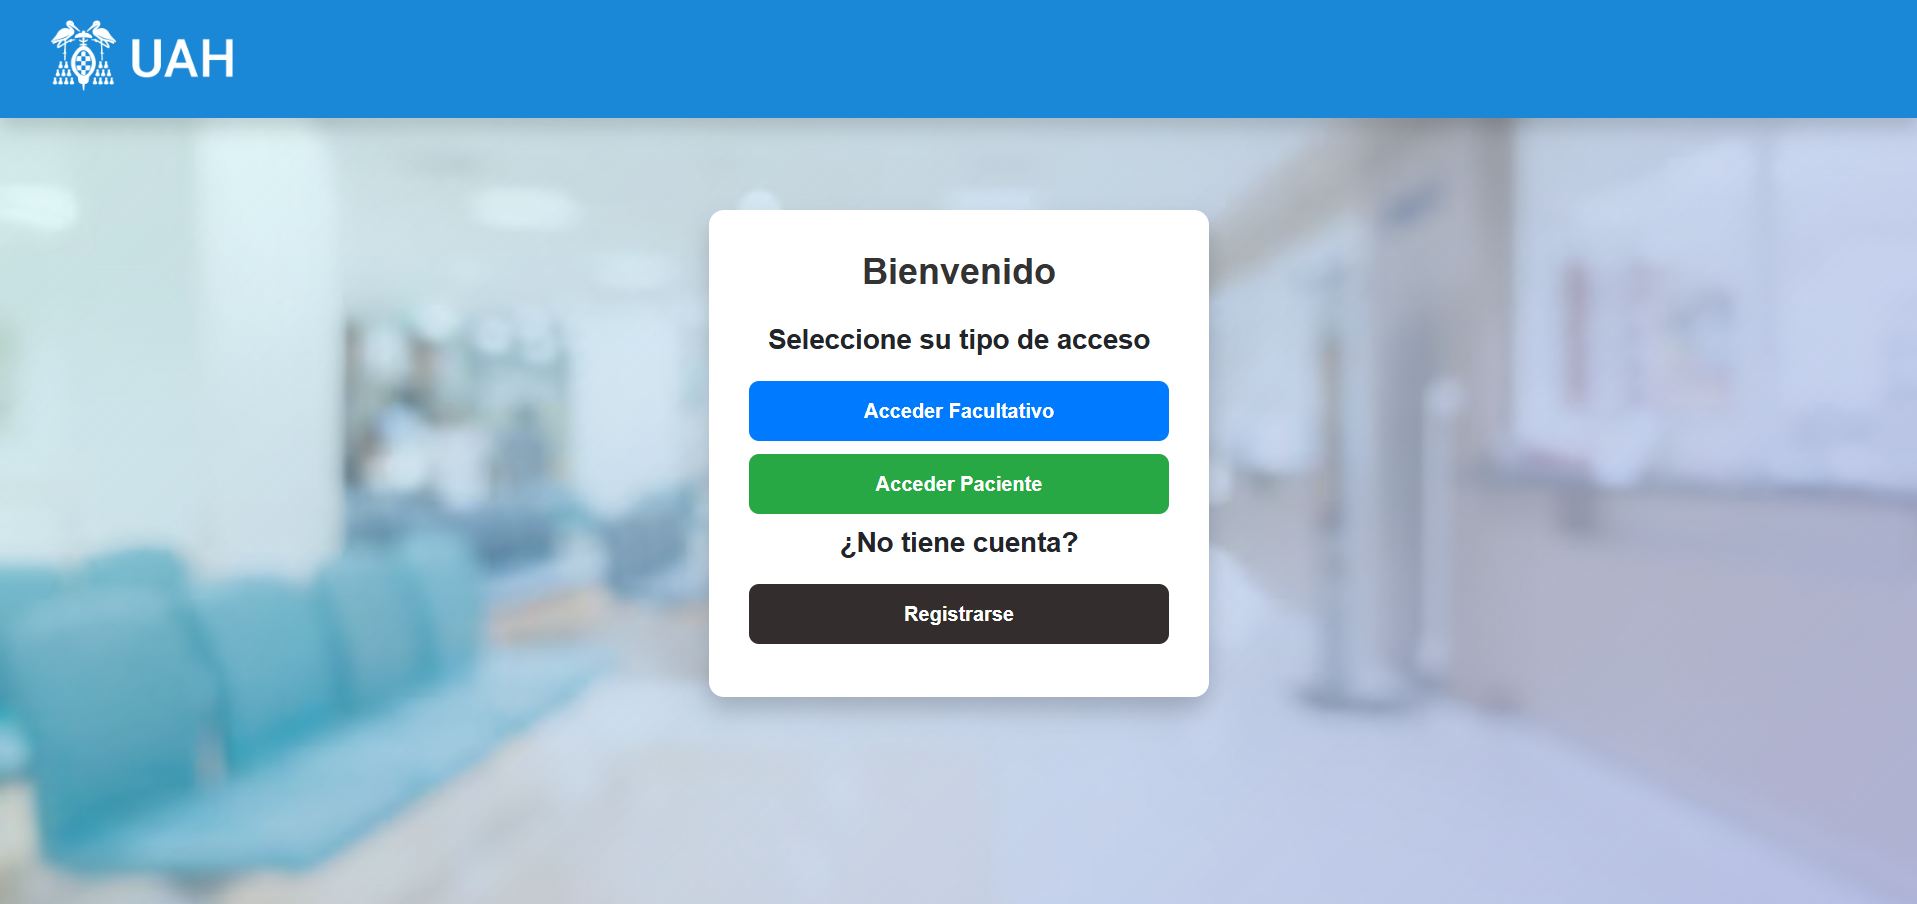 UAH
Bienvenido
Seleccione su tipo de acceso
Acceder Facultativo
Acceder Paciente
¿No tiene cuenta?
Registrarse